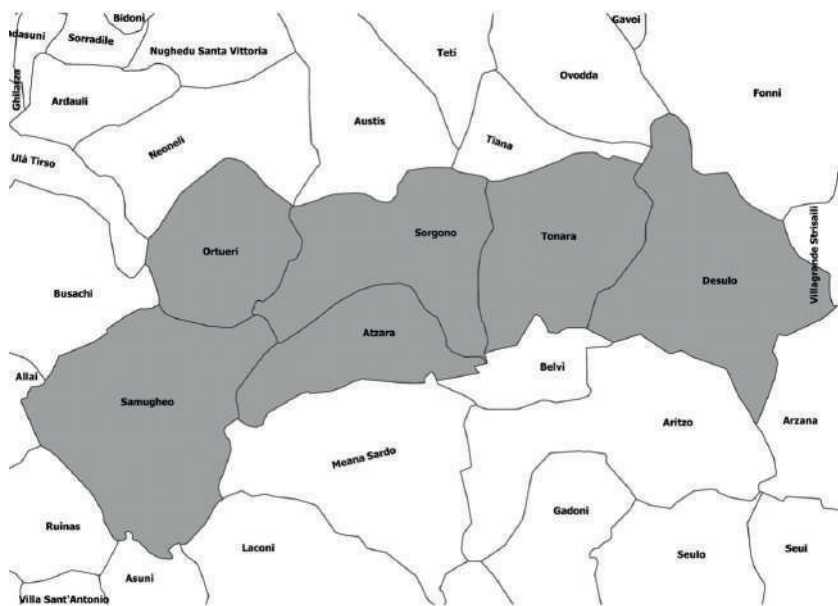 Bidoni
Gavoi
adasuni
Sorradile
Nughedu Santa Vittoria
Teti
Ovodda
Fonni
Ghilarza
Ardauli
Austis
Tiana
Neoneli
Ulà Tirso
Villagrande Strisaili
Ortueri
Sorgono
Tonara
Desulo
Busachi
Atzara
Belvì
Allai
Samugheo
Aritzo
Arzana
Meana Sardo
Ruinas
Gadoni
Laconi
Seulo
Seui
Asuni
Villa Sant'Antonio